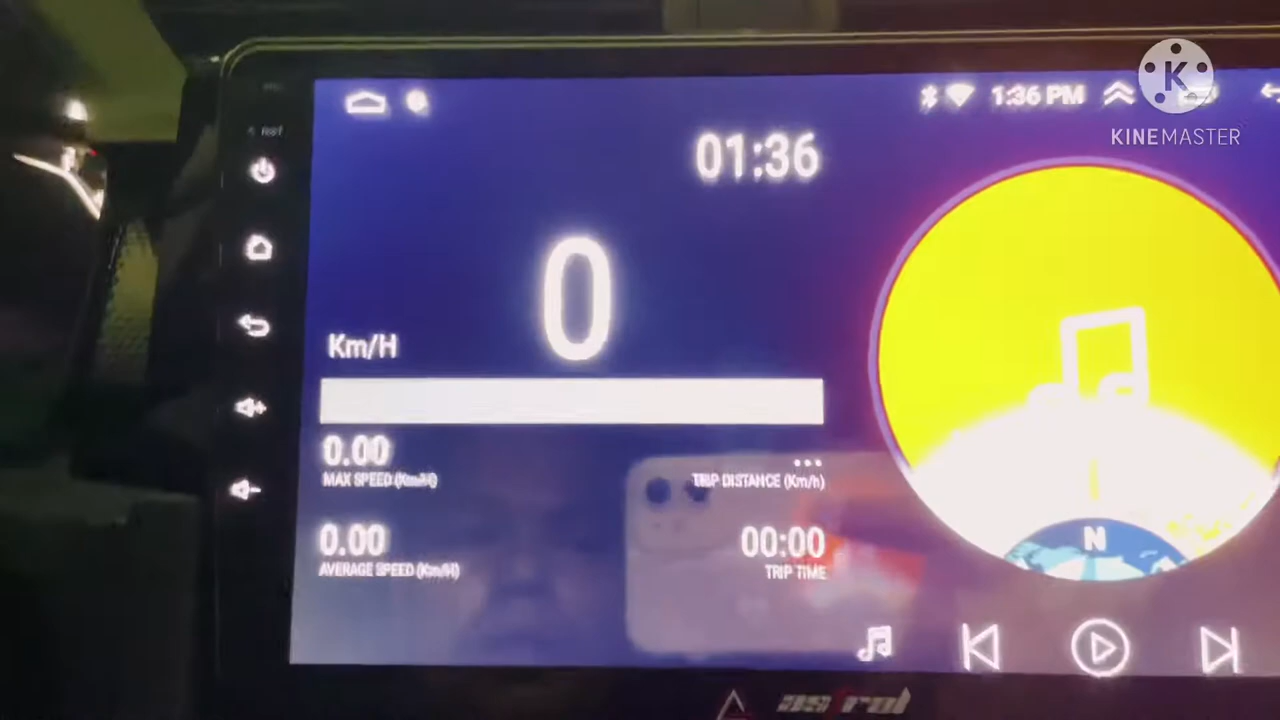 1:36 PM
KINEMASTER
RST
01:36
0
Km/H
0.00
MAX SPEED (Km/H)
TRIP DISTANCE (Km/h)
0.00
AVERAGE SPEED (Km/H)
00:00
TRIP TIME
N